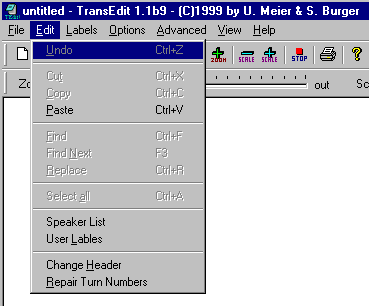 untitled - TransEdit 1.1b9 - (C)1999 by U. Meier & S. Burger
File Edit Labels Options Advanced View Help
ZOOM SCALE SCALE STOP
Zo out S
Undo Ctrl+Z
Cut Ctrl+X
Copy Ctrl+C
Paste Ctrl+V
Find Ctrl+F
Find Next F3
Replace Ctrl+R
Select all Ctrl+A
Speaker List
User Lables
Change Header
Repair Turn Numbers